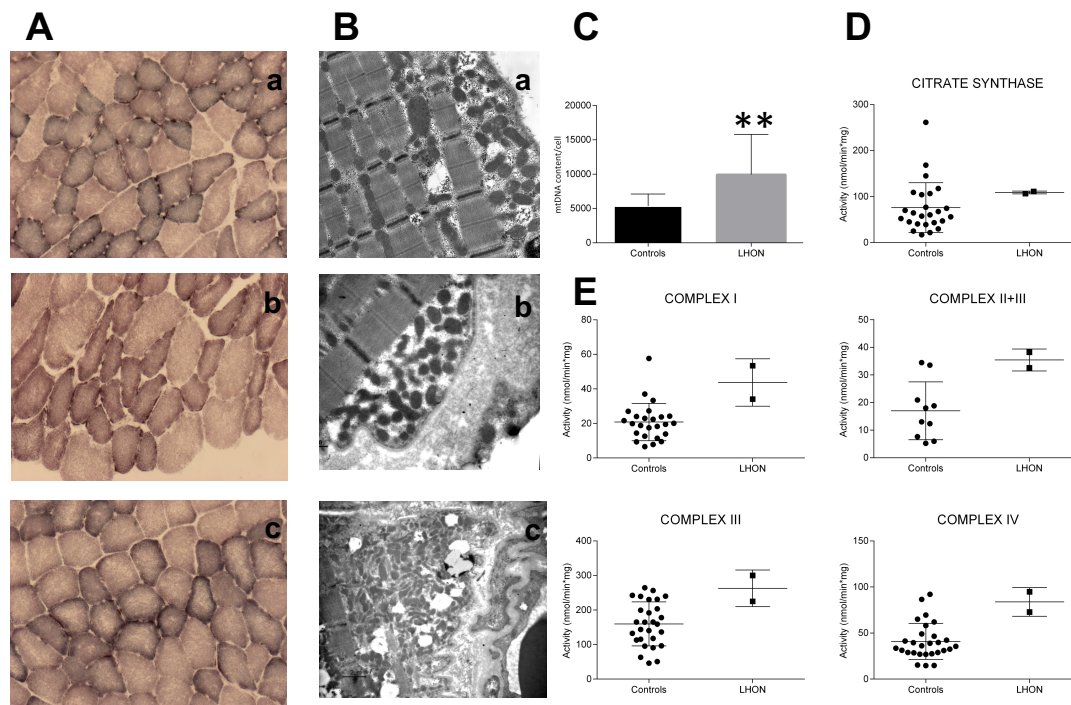 A
B
C
D
a
a
b
b
c
c
20000
15000
10000
5000
0
mtDNA content/cell
**
Controls
LHON
CITRATE SYNTHASE
300
200
100
0
Activity (nmol/min*mg)
Controls
LHON
E
COMPLEX I
80
60
40
20
0
Activity (nmol/min*mg)
Controls
LHON
COMPLEX II+III
50
40
30
20
10
0
Activity (nmol/min*mg)
Controls
LHON
COMPLEX III
400
300
200
100
0
Activity (nmol/min*mg)
Controls
LHON
COMPLEX IV
150
100
50
0
Activity (nmol/min*mg)
Controls
LHON